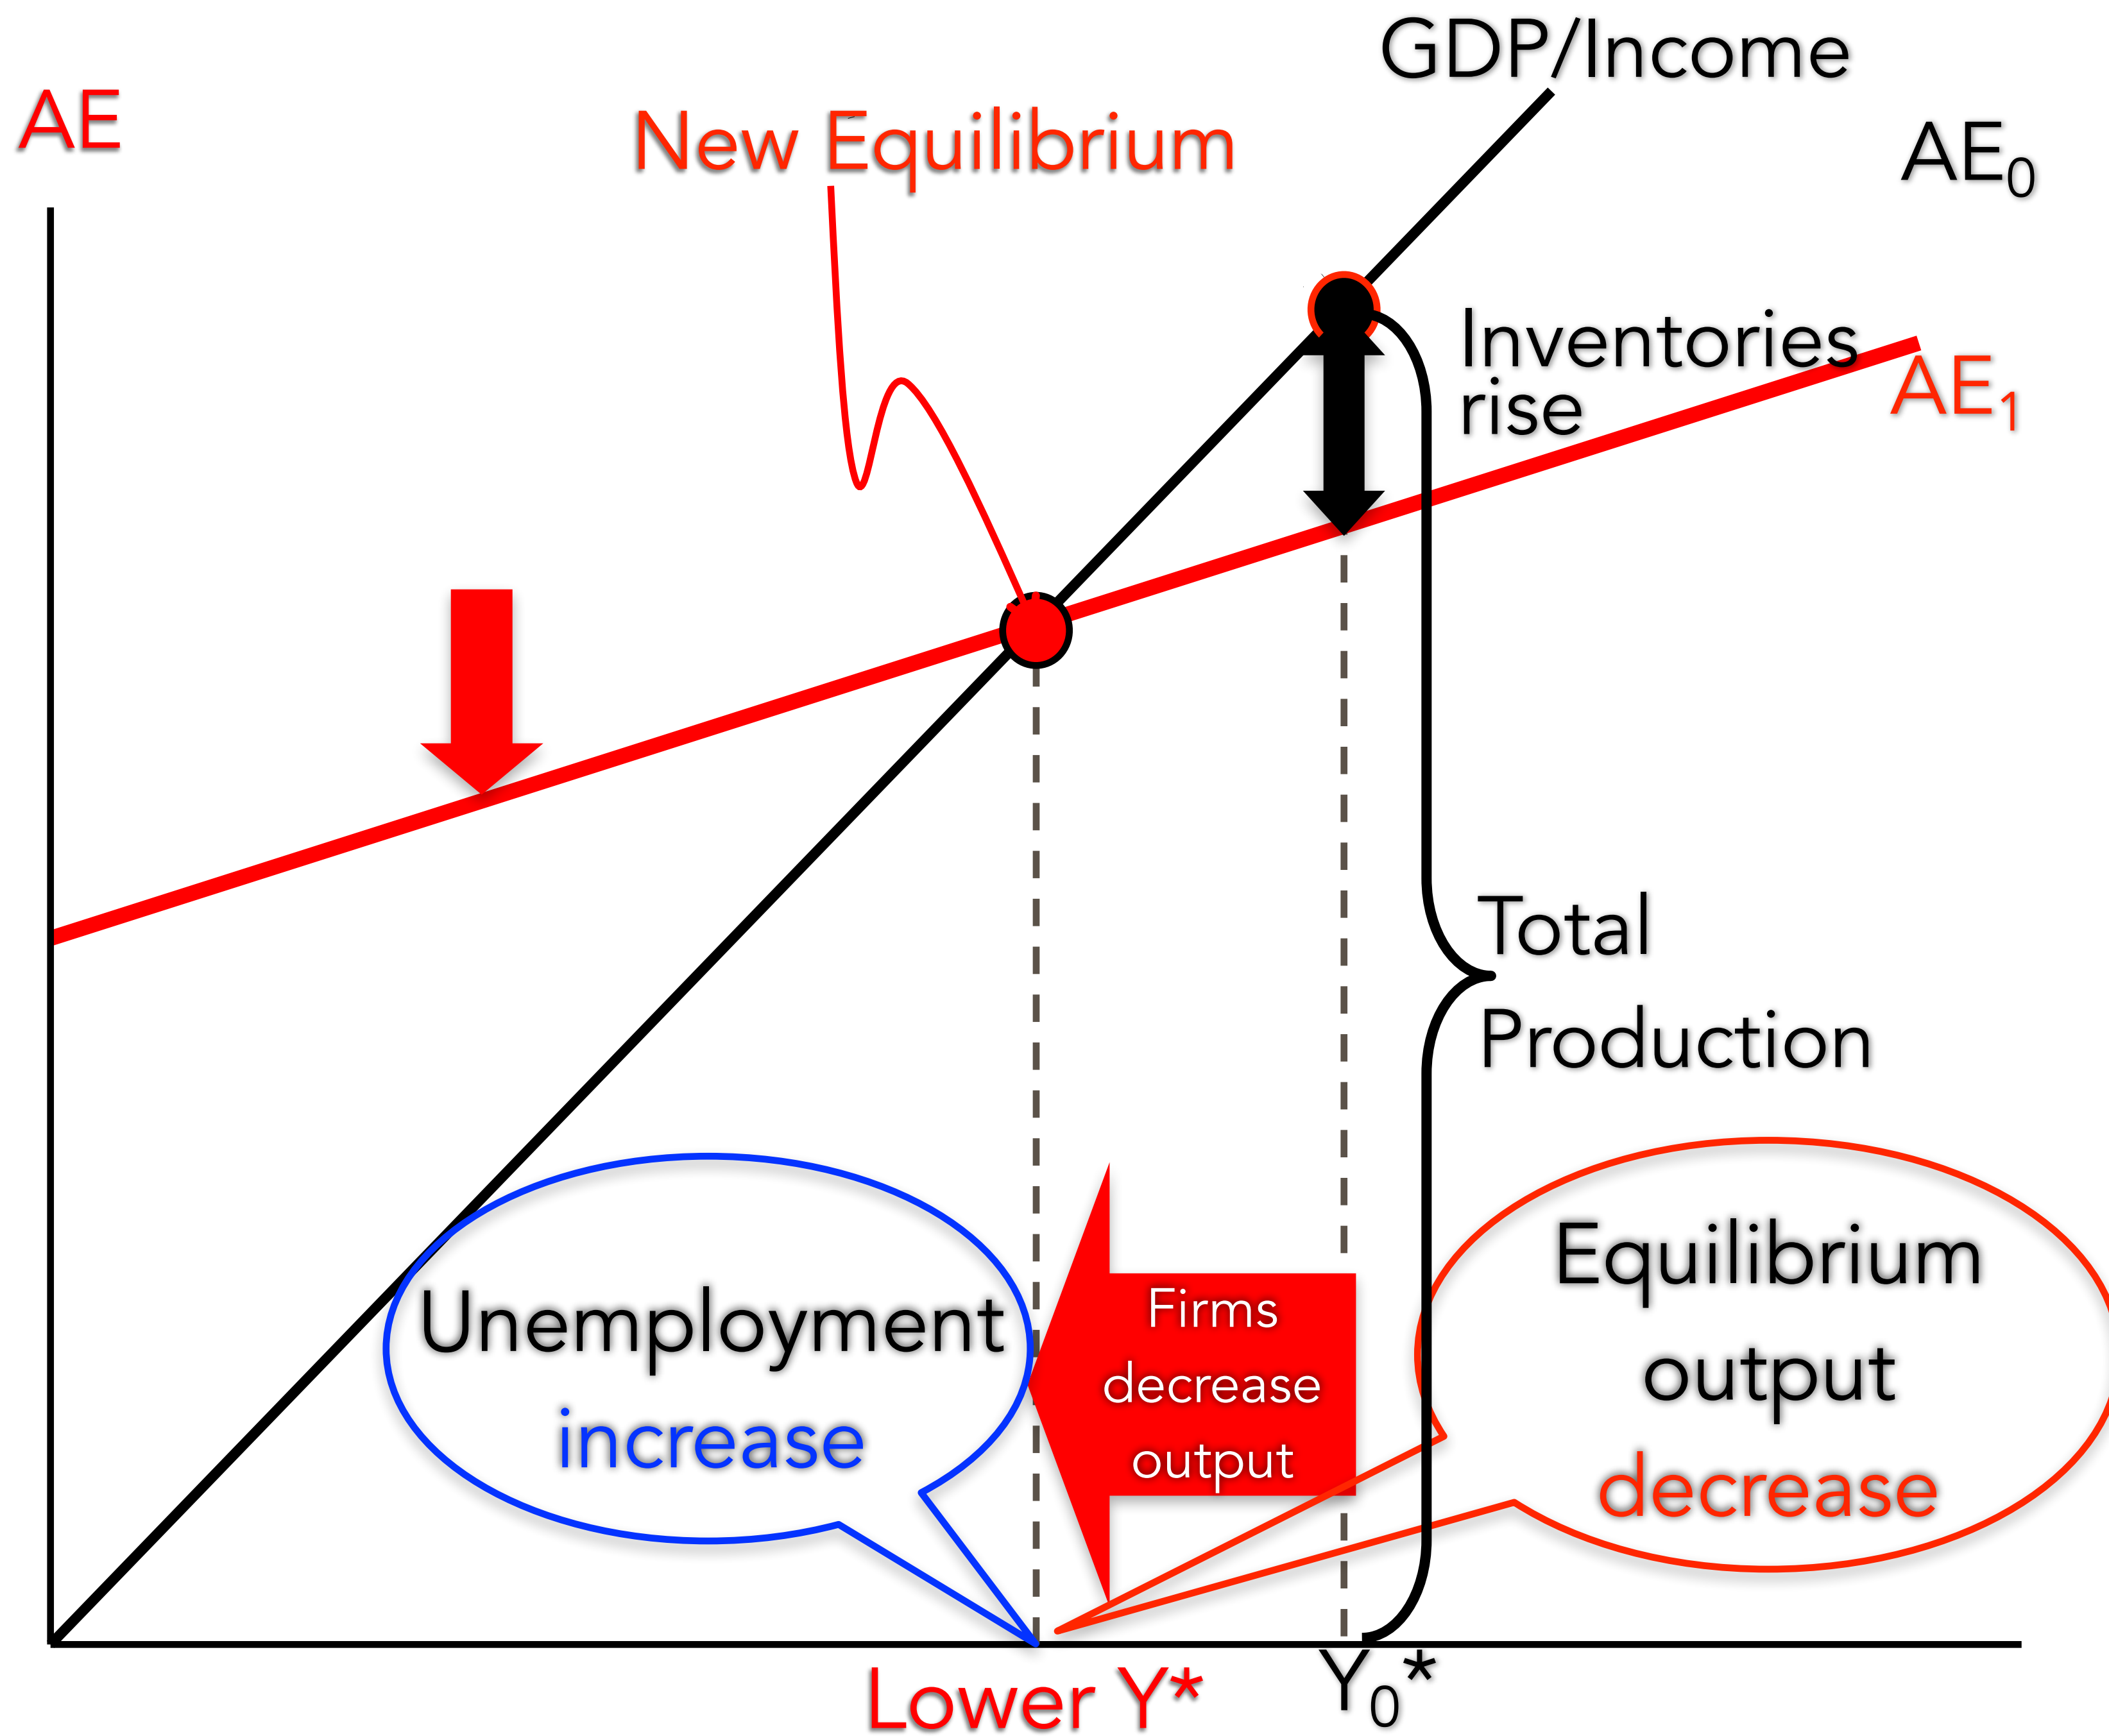 GDP/Income
AE
New Equilibrium
AE₀
Inventories
rise
AE₁
Total
Production
Equilibrium
output
decrease
Unemployment
increase
Firms
decrease
output
Lower Y*
Y₀*